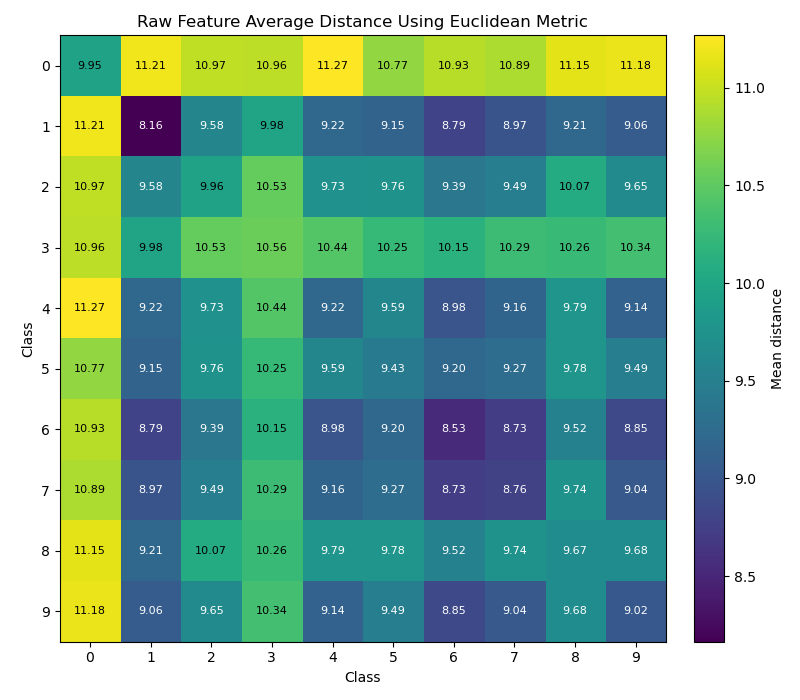 Raw Feature Average Distance Using Euclidean Metric
0 9.95 11.21 10.97 10.96 11.27 10.77 10.93 10.89 11.15 11.18
1 11.21 8.16 9.58 9.98 9.22 9.15 8.79 8.97 9.21 9.06
2 10.97 9.58 9.96 10.53 9.73 9.76 9.39 9.49 10.07 9.65
3 10.96 9.98 10.53 10.56 10.44 10.25 10.15 10.29 10.26 10.34
4 11.27 9.22 9.73 10.44 9.22 9.59 8.98 9.16 9.79 9.14
5 10.77 9.15 9.76 10.25 9.59 9.43 9.20 9.27 9.78 9.49
6 10.93 8.79 9.39 10.15 8.98 9.20 8.53 8.73 9.52 8.85
7 10.89 8.97 9.49 10.29 9.16 9.27 8.73 8.76 9.74 9.04
8 11.15 9.21 10.07 10.26 9.79 9.78 9.52 9.74 9.67 9.68
9 11.18 9.06 9.65 10.34 9.14 9.49 8.85 9.04 9.68 9.02
0 1 2 3 4 5 6 7 8 9
Class
Class
11.0
10.5
10.0
9.5
9.0
8.5
Mean distance